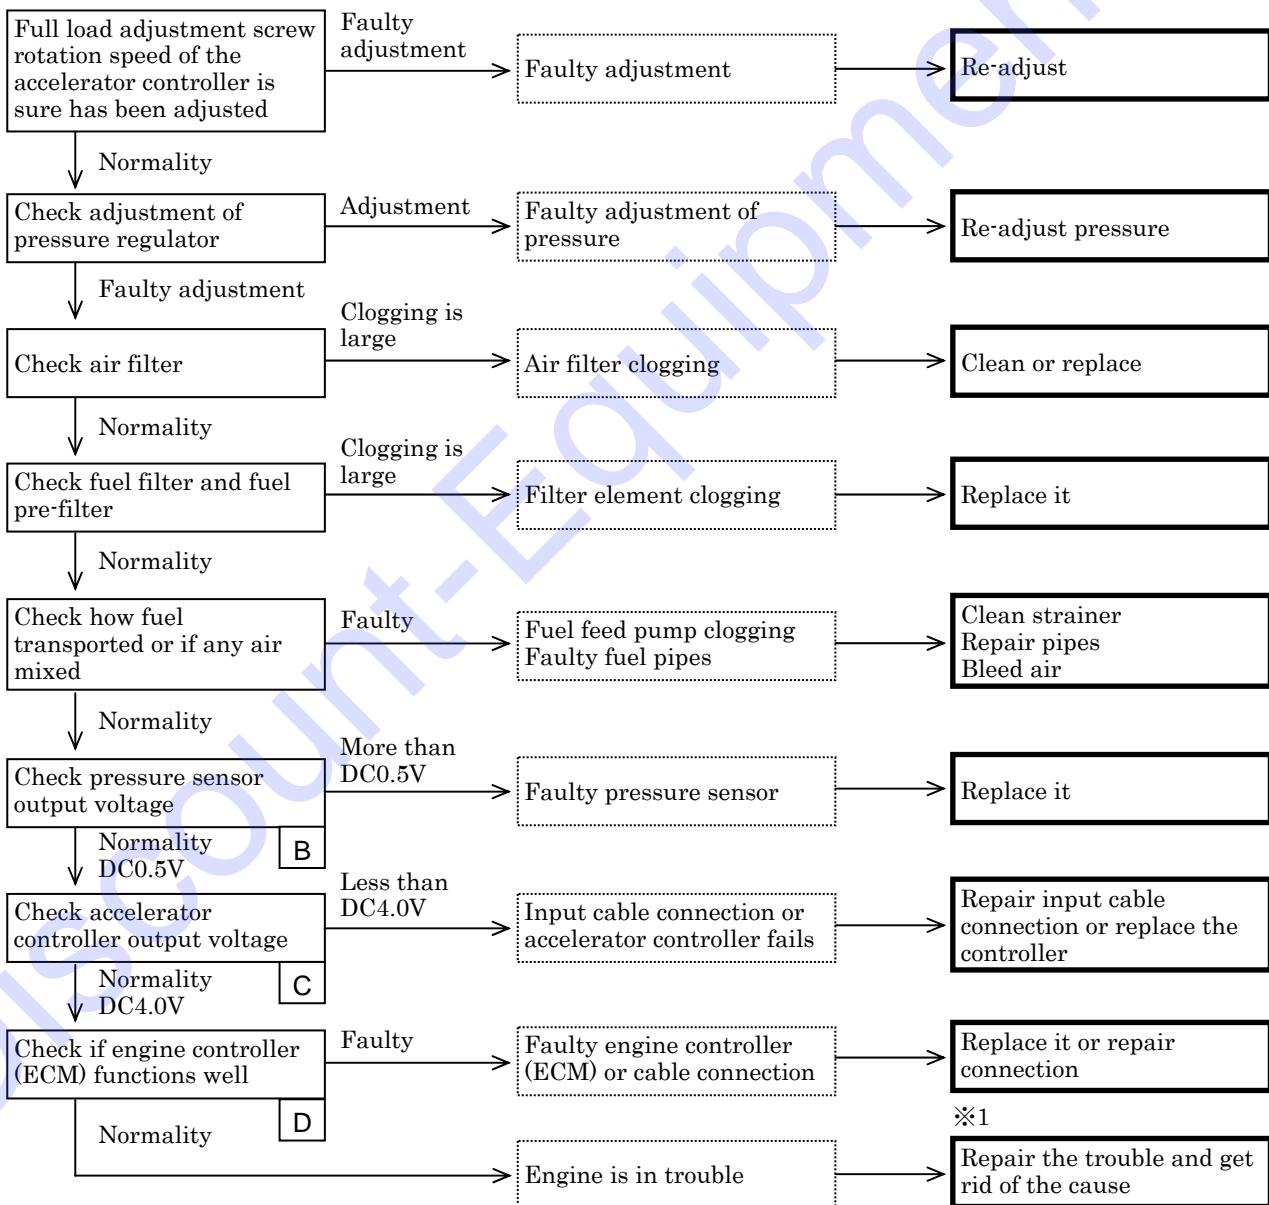 Full load adjustment screw
rotation speed of the
accelerator controller is
sure has been adjusted
Faulty
adjustment
Faulty adjustment
Re-adjust
Normality
Check adjustment of
pressure regulator
Adjustment
Faulty adjustment of
pressure
Re-adjust pressure
Faulty adjustment
Check air filter
Clogging is
large
Air filter clogging
Clean or replace
Normality
Check fuel filter and fuel
pre-filter
Clogging is
large
Filter element clogging
Replace it
Normality
Check how fuel
transported or if any air
mixed
Faulty
Fuel feed pump clogging
Faulty fuel pipes
Clean strainer
Repair pipes
Bleed air
Normality
Check pressure sensor
output voltage
B
More than
DC0.5V
Faulty pressure sensor
Replace it
Normality
DC0.5V
Check accelerator
controller output voltage
C
Less than
DC4.0V
Input cable connection or
accelerator controller fails
Repair input cable
connection or replace the
controller
Normality
DC4.0V
Check if engine controller
(ECM) functions well
D
Faulty
Faulty engine controller
(ECM) or cable connection
Replace it or repair
connection
Normality
※1
Engine is in trouble
Repair the trouble and get
rid of the cause
Discount-Equipmen